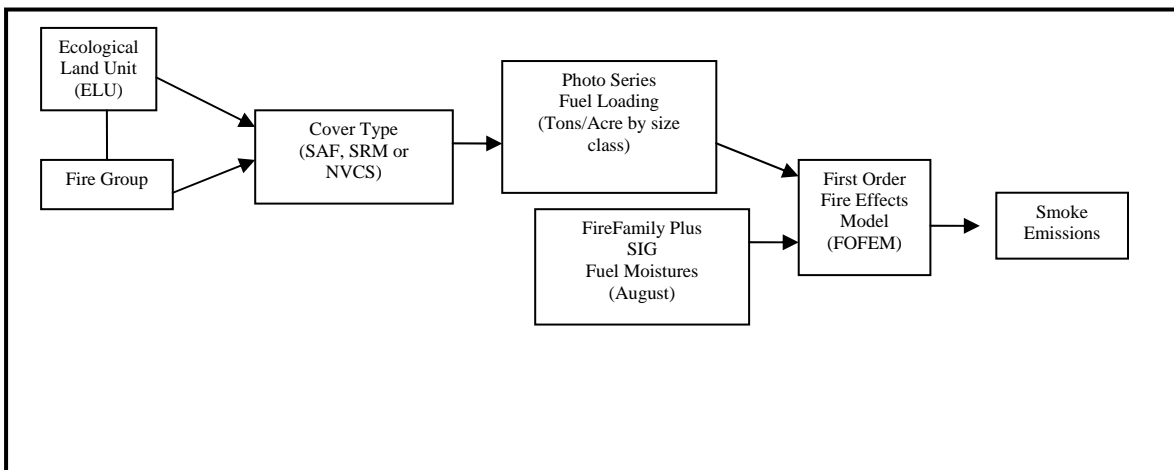 Ecological
Land Unit
(ELU)
Fire Group
Cover Type
(SAF, SRM or
NVCS)
Photo Series
Fuel Loading
(Tons/Acre by size
class)
FireFamily Plus
SIG
Fuel Moistures
(August)
First Order
Fire Effects
Model
(FOFEM)
Smoke
Emissions